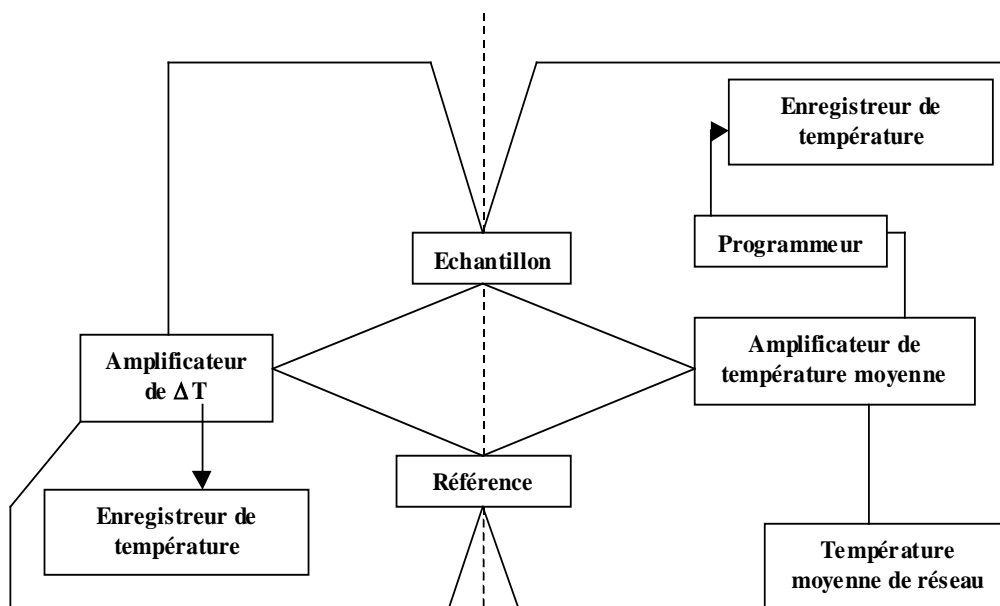 Enregistreur de
température
Programmeur
Echantillon
Amplificateur
de ΔT
Amplificateur de
température moyenne
Référence
Enregistreur de
température
Température
moyenne de réseau